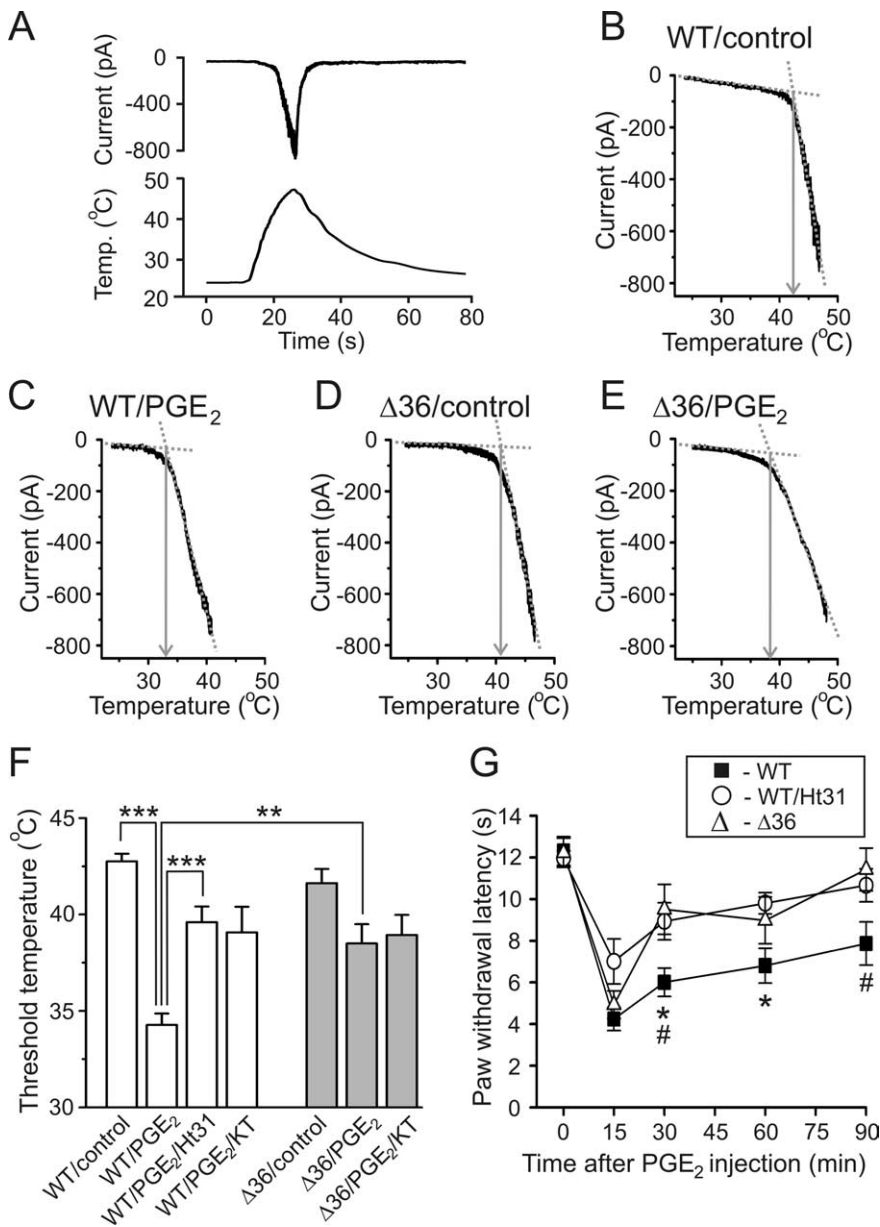 A
Current (pA)
0
-400
-800
Temp. (°C)
50
40
30
20
0 20 40 60 80
Time (s)
B
WT/control
Current (pA)
0
-200
-400
-600
-800
30 40 50
Temperature (°C)
C
WT/PGE₂
Current (pA)
0
-200
-400
-600
-800
30 40 50
Temperature (°C)
D
Δ36/control
Current (pA)
0
-200
-400
-600
-800
30 40 50
Temperature (°C)
E
Δ36/PGE₂
Current (pA)
0
-200
-400
-600
-800
30 40 50
Temperature (°C)
F
Threshold temperature (°C)
45
42
39
34
30
*** **
***
WT/control
WT/PGE₂
WT/PGE₂/Ht31
WT/PGE₂/KT
Δ36/control
Δ36/PGE₂
Δ36/PGE₂/KT
G
- WT
- WT/Ht31
- Δ36
Paw withdrawal latency (s)
14
12
10
8
6
4
2
0
*
#
*
#
0 15 30 45 60 75 90
Time after PGE₂ injection (min)